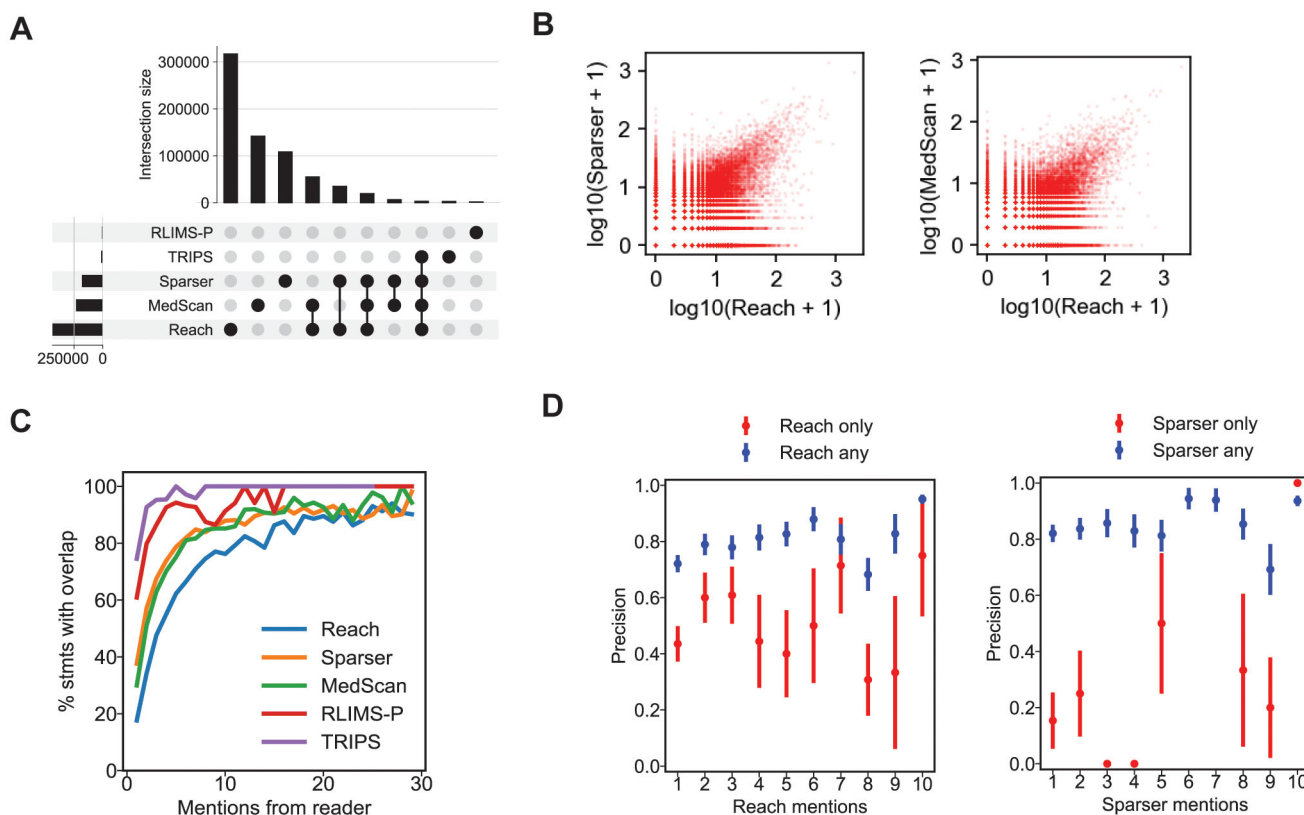 A
Intersection size
300000
200000
100000
0
RLIMS-P
TRIPS
Sparser
MedScan
Reach
250000 0
B
log10(Sparser + 1)
3
2
1
0
0 1 2 3
log10(Reach + 1)
log10(MedScan + 1)
3
2
1
0
0 1 2 3
log10(Reach + 1)
C
% stmts with overlap
100
80
60
40
20
0
Reach
Sparser
MedScan
RLIMS-P
TRIPS
0 10 20 30
Mentions from reader
D
Reach only
Reach any
Precision
1.0
0.8
0.6
0.4
0.2
0.0
1 2 3 4 5 6 7 8 9 10
Reach mentions
Sparser only
Sparser any
Precision
1.0
0.8
0.6
0.4
0.2
0.0
1 2 3 4 5 6 7 8 9 10
Sparser mentions